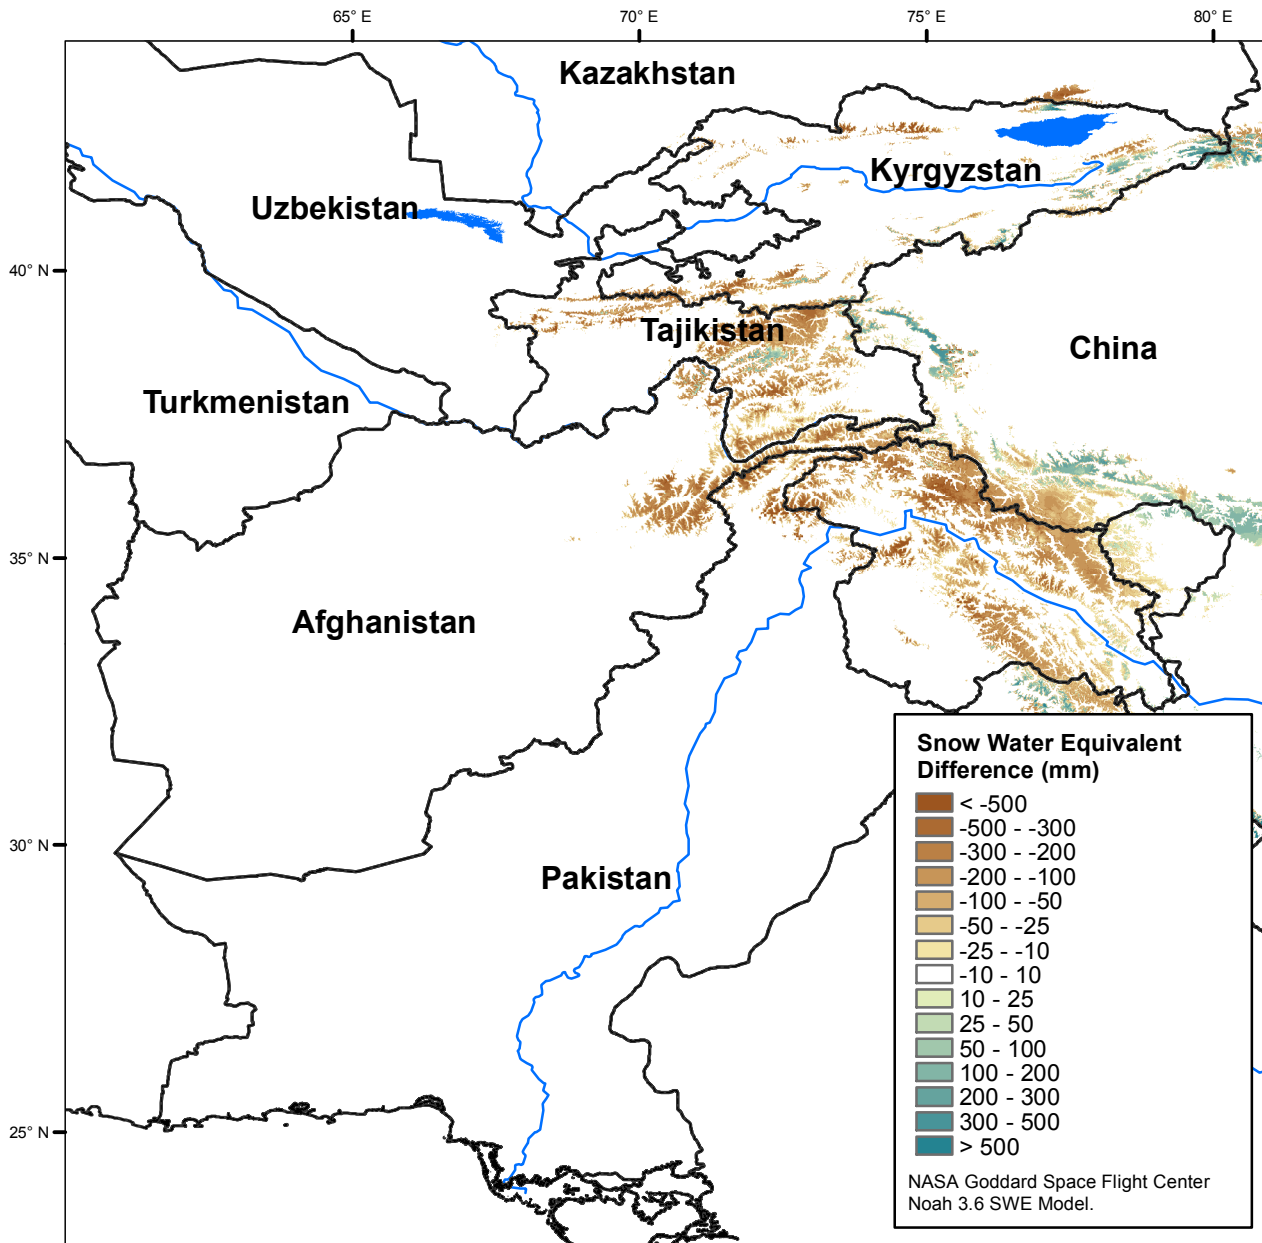 65° E
70° E
75° E
80° E
Kazakhstan
Kyrgyzstan
Uzbekistan
40° N
Tajikistan
China
Turkmenistan
35° N
Afghanistan
30° N
Pakistan
25° N
Snow Water Equivalent
Difference (mm)
< -500
-500 - -300
-300 - -200
-200 - -100
-100 - -50
-50 - -25
-25 - -10
-10 - 10
10 - 25
25 - 50
50 - 100
100 - 200
200 - 300
300 - 500
> 500
NASA Goddard Space Flight Center
Noah 3.6 SWE Model.